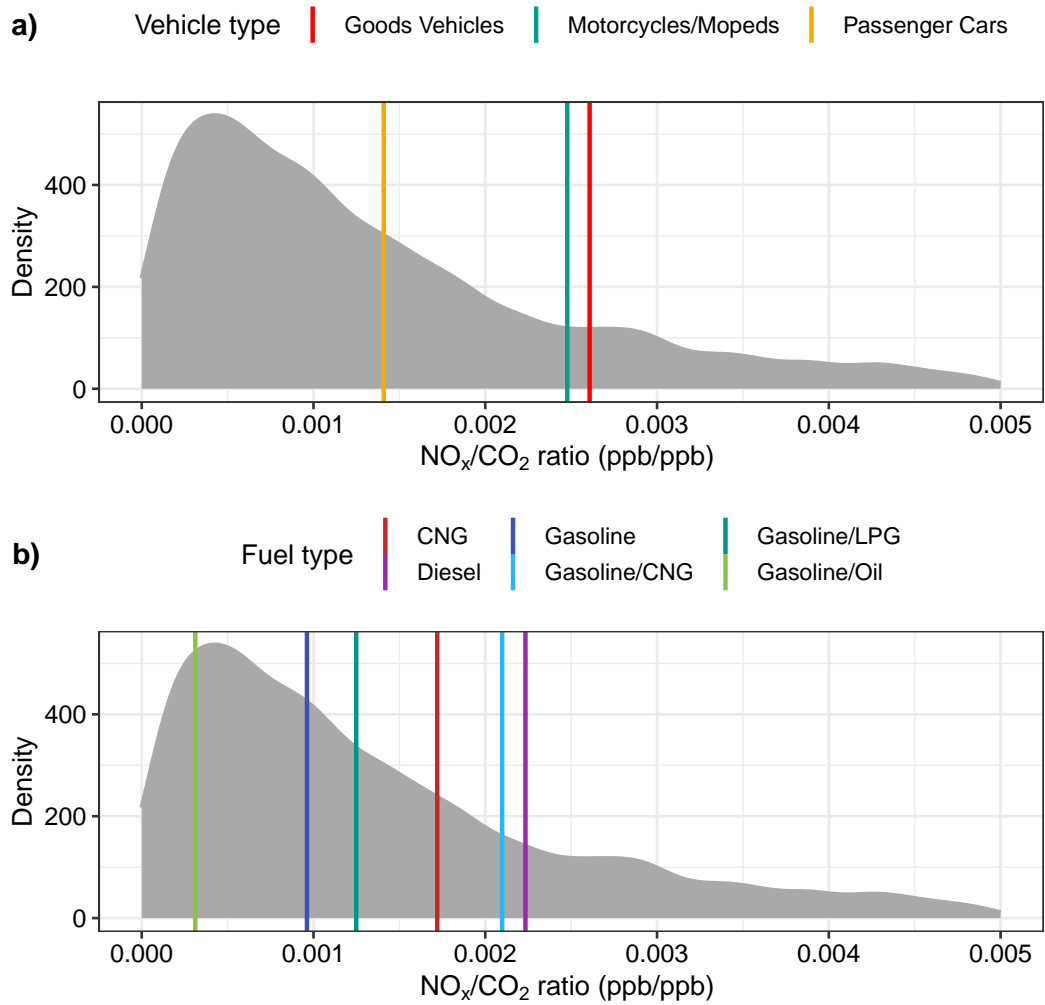 a) Vehicle type Goods Vehicles Motorcycles/Mopeds Passenger Cars
Density
400
200
0
0.000 0.001 0.002 0.003 0.004 0.005
NOₓ/CO₂ ratio (ppb/ppb)
b) Fuel type
CNG Gasoline Gasoline/LPG
Diesel Gasoline/CNG Gasoline/Oil
Density
400
200
0
0.000 0.001 0.002 0.003 0.004 0.005
NOₓ/CO₂ ratio (ppb/ppb)